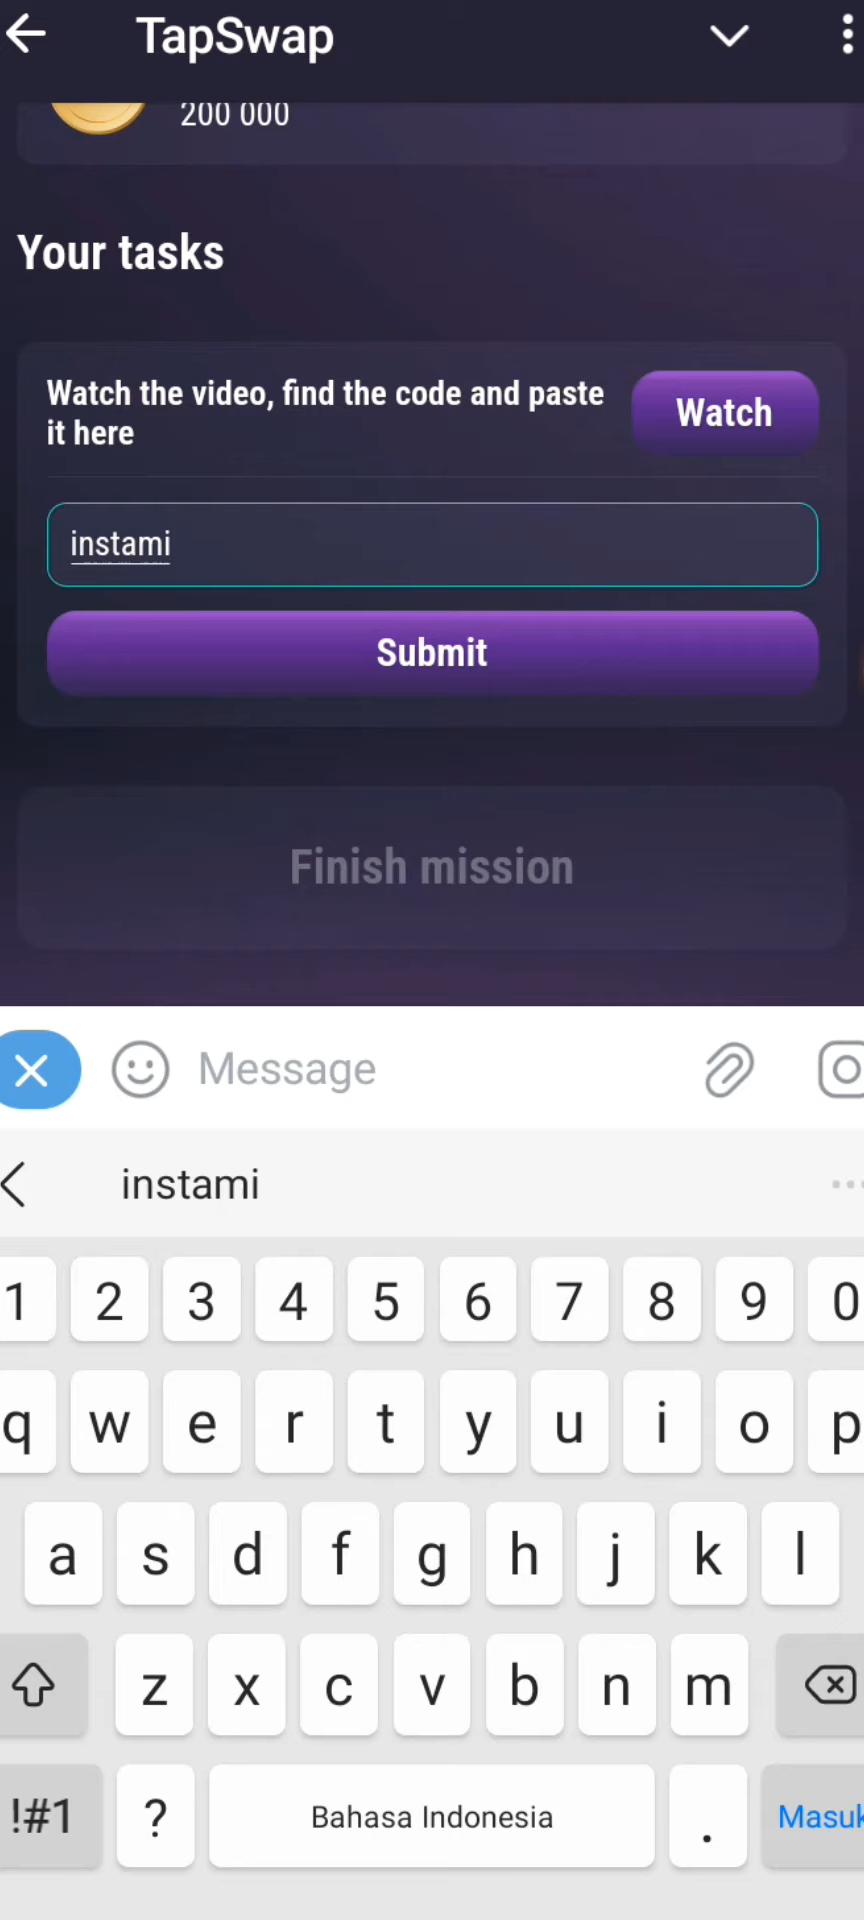 TapSwap
200 000
Your tasks
Watch the video, find the code and paste
it here
Watch
instami
Submit
Finish mission
Message
instami
1 2 3 4 5 6 7 8 9 0
q w e r t y u i o p
a s d f g h j k l
z x c v b n m
!#1 ? Bahasa Indonesia . Masuk